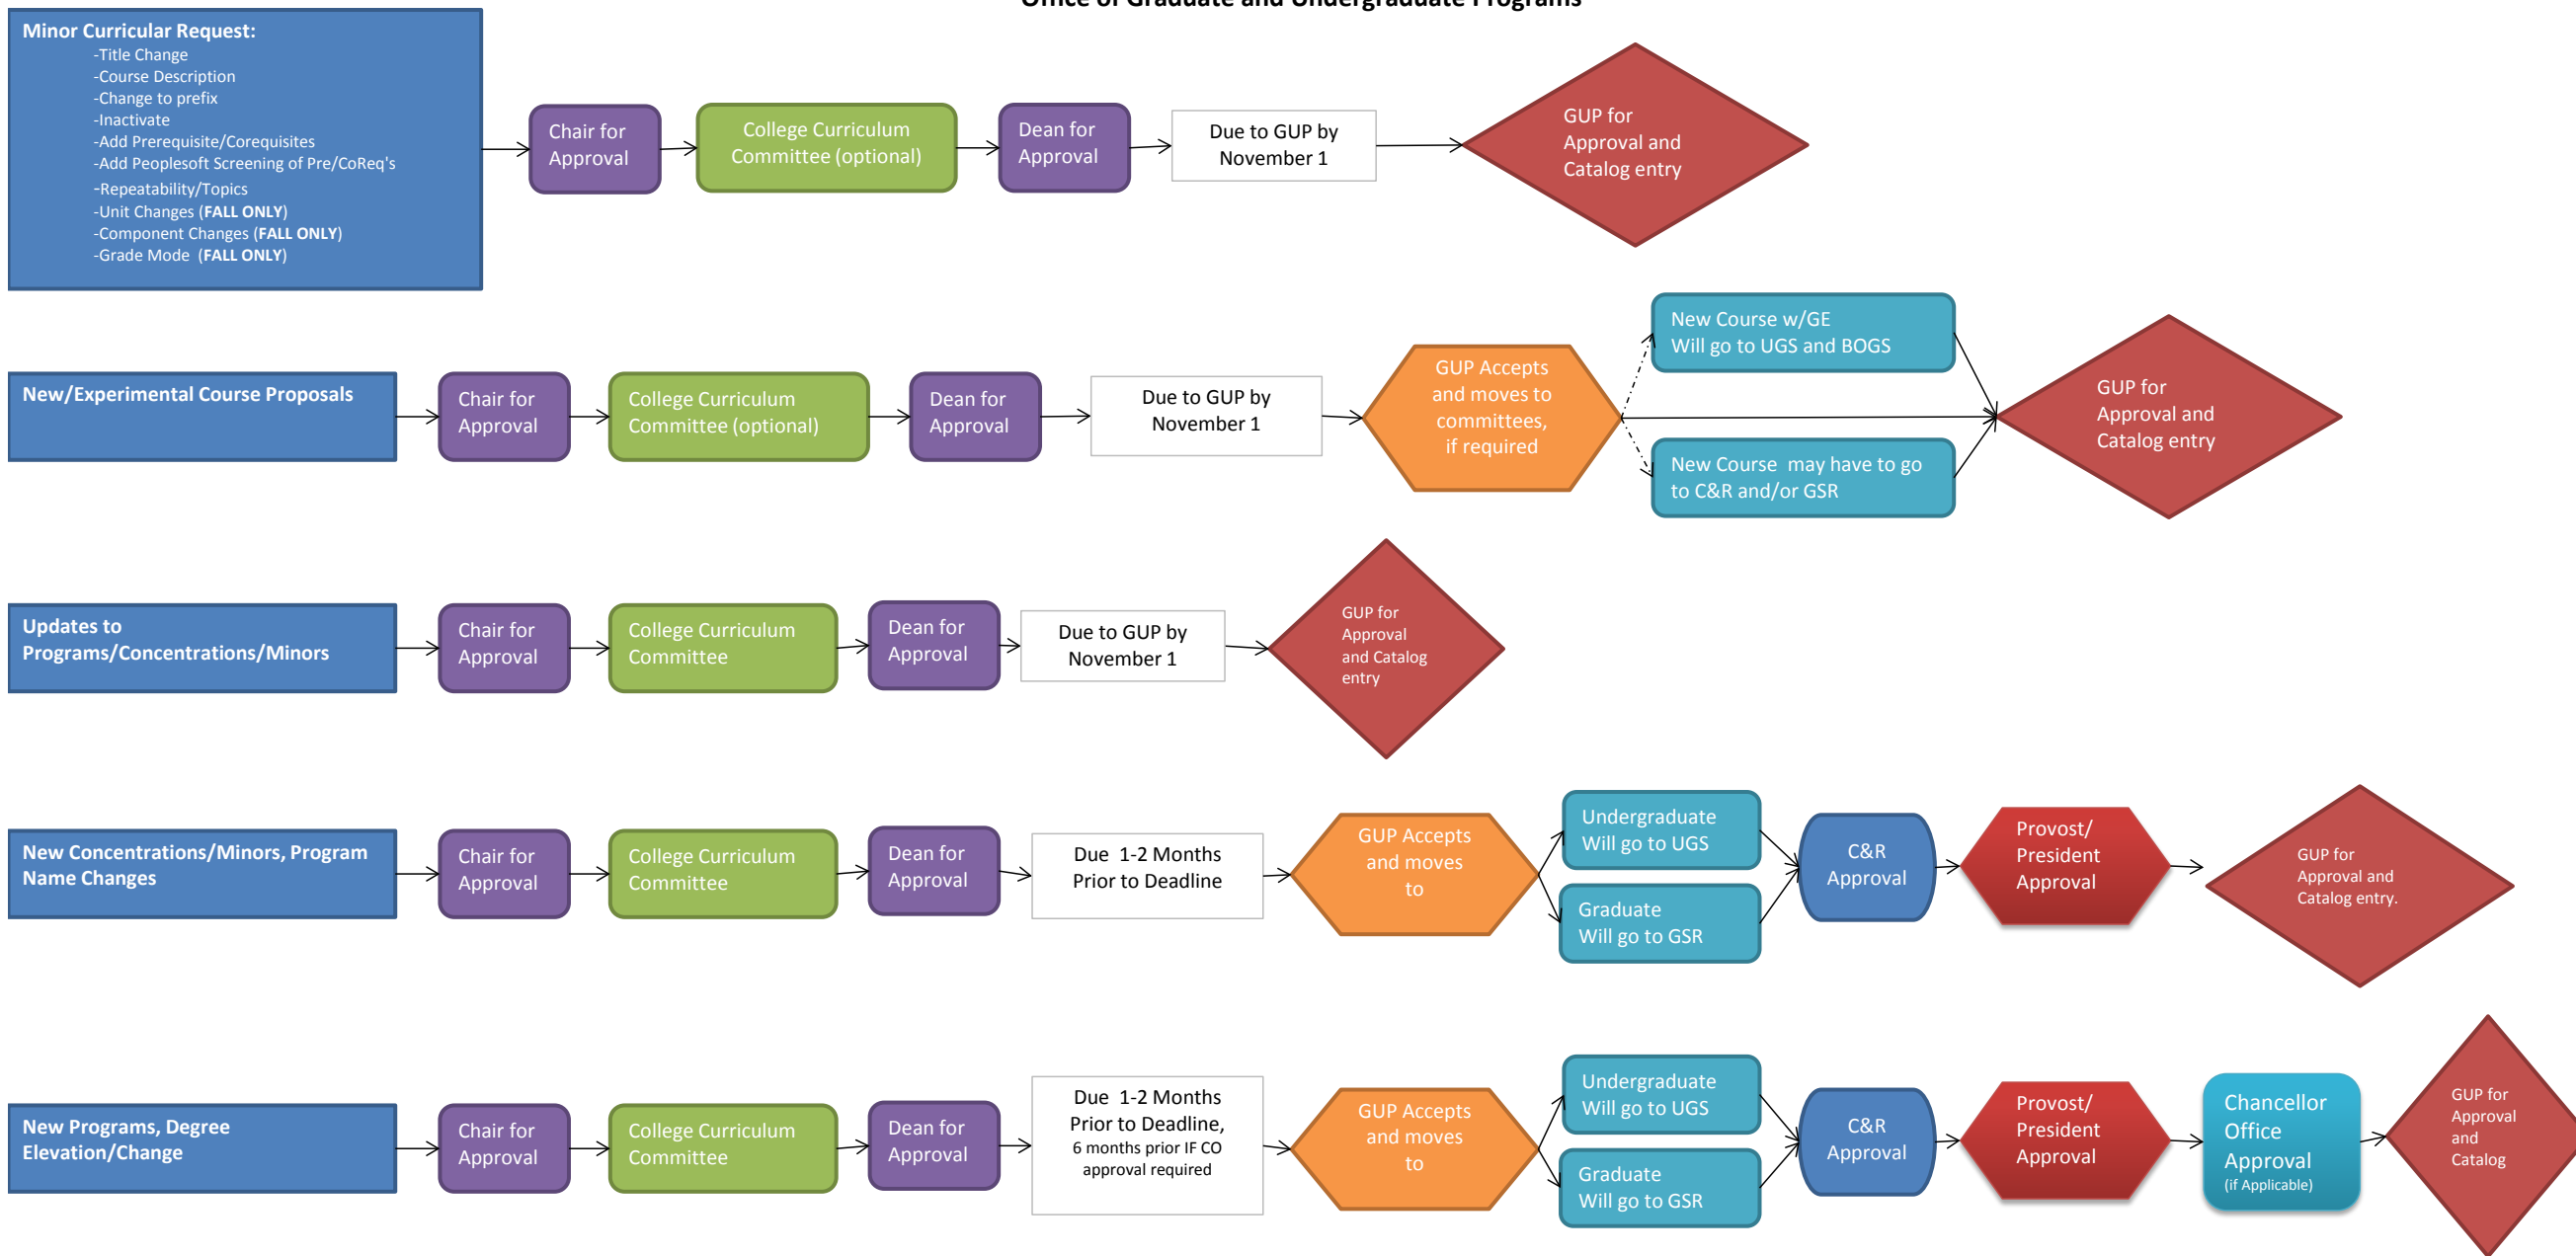 Office of Graduate and Undergraduate Programs
Minor Curricular Request:
-Title Change
-Course Description
-Change to prefix
-Inactivate
-Add Prerequisite/Corequisites
-Add Peoplesoft Screening of Pre/CoReq's
-Repeatability/Topics
-Unit Changes (FALL ONLY)
-Component Changes (FALL ONLY)
-Grade Mode (FALL ONLY)
Chair for
Approval
College Curriculum
Committee (optional)
Dean for
Approval
Due to GUP by
November 1
GUP for
Approval and
Catalog entry
New/Experimental Course Proposals
Chair for
Approval
College Curriculum
Committee (optional)
Dean for
Approval
Due to GUP by
November 1
GUP Accepts
and moves to
committees,
if required
New Course w/GE
Will go to UGS and BOGS
New Course may have to go
to C&R and/or GSR
GUP for
Approval and
Catalog entry
Updates to
Programs/Concentrations/Minors
Chair for
Approval
College Curriculum
Committee
Dean for
Approval
Due to GUP by
November 1
GUP for
Approval
and Catalog
entry
New Concentrations/Minors, Program
Name Changes
Chair for
Approval
College Curriculum
Committee
Dean for
Approval
Due 1-2 Months
Prior to Deadline
GUP Accepts
and moves
to
Undergraduate
Will go to UGS
Graduate
Will go to GSR
C&R
Approval
Provost/
President
Approval
GUP for
Approval and
Catalog entry.
New Programs, Degree
Elevation/Change
Chair for
Approval
College Curriculum
Committee
Dean for
Approval
Due 1-2 Months
Prior to Deadline,
6 months prior IF CO
approval required
GUP Accepts
and moves
to
Undergraduate
Will go to UGS
Graduate
Will go to GSR
C&R
Approval
Provost/
President
Approval
Chancellor
Office
Approval
(if Applicable)
GUP for
Approval
and
Catalog